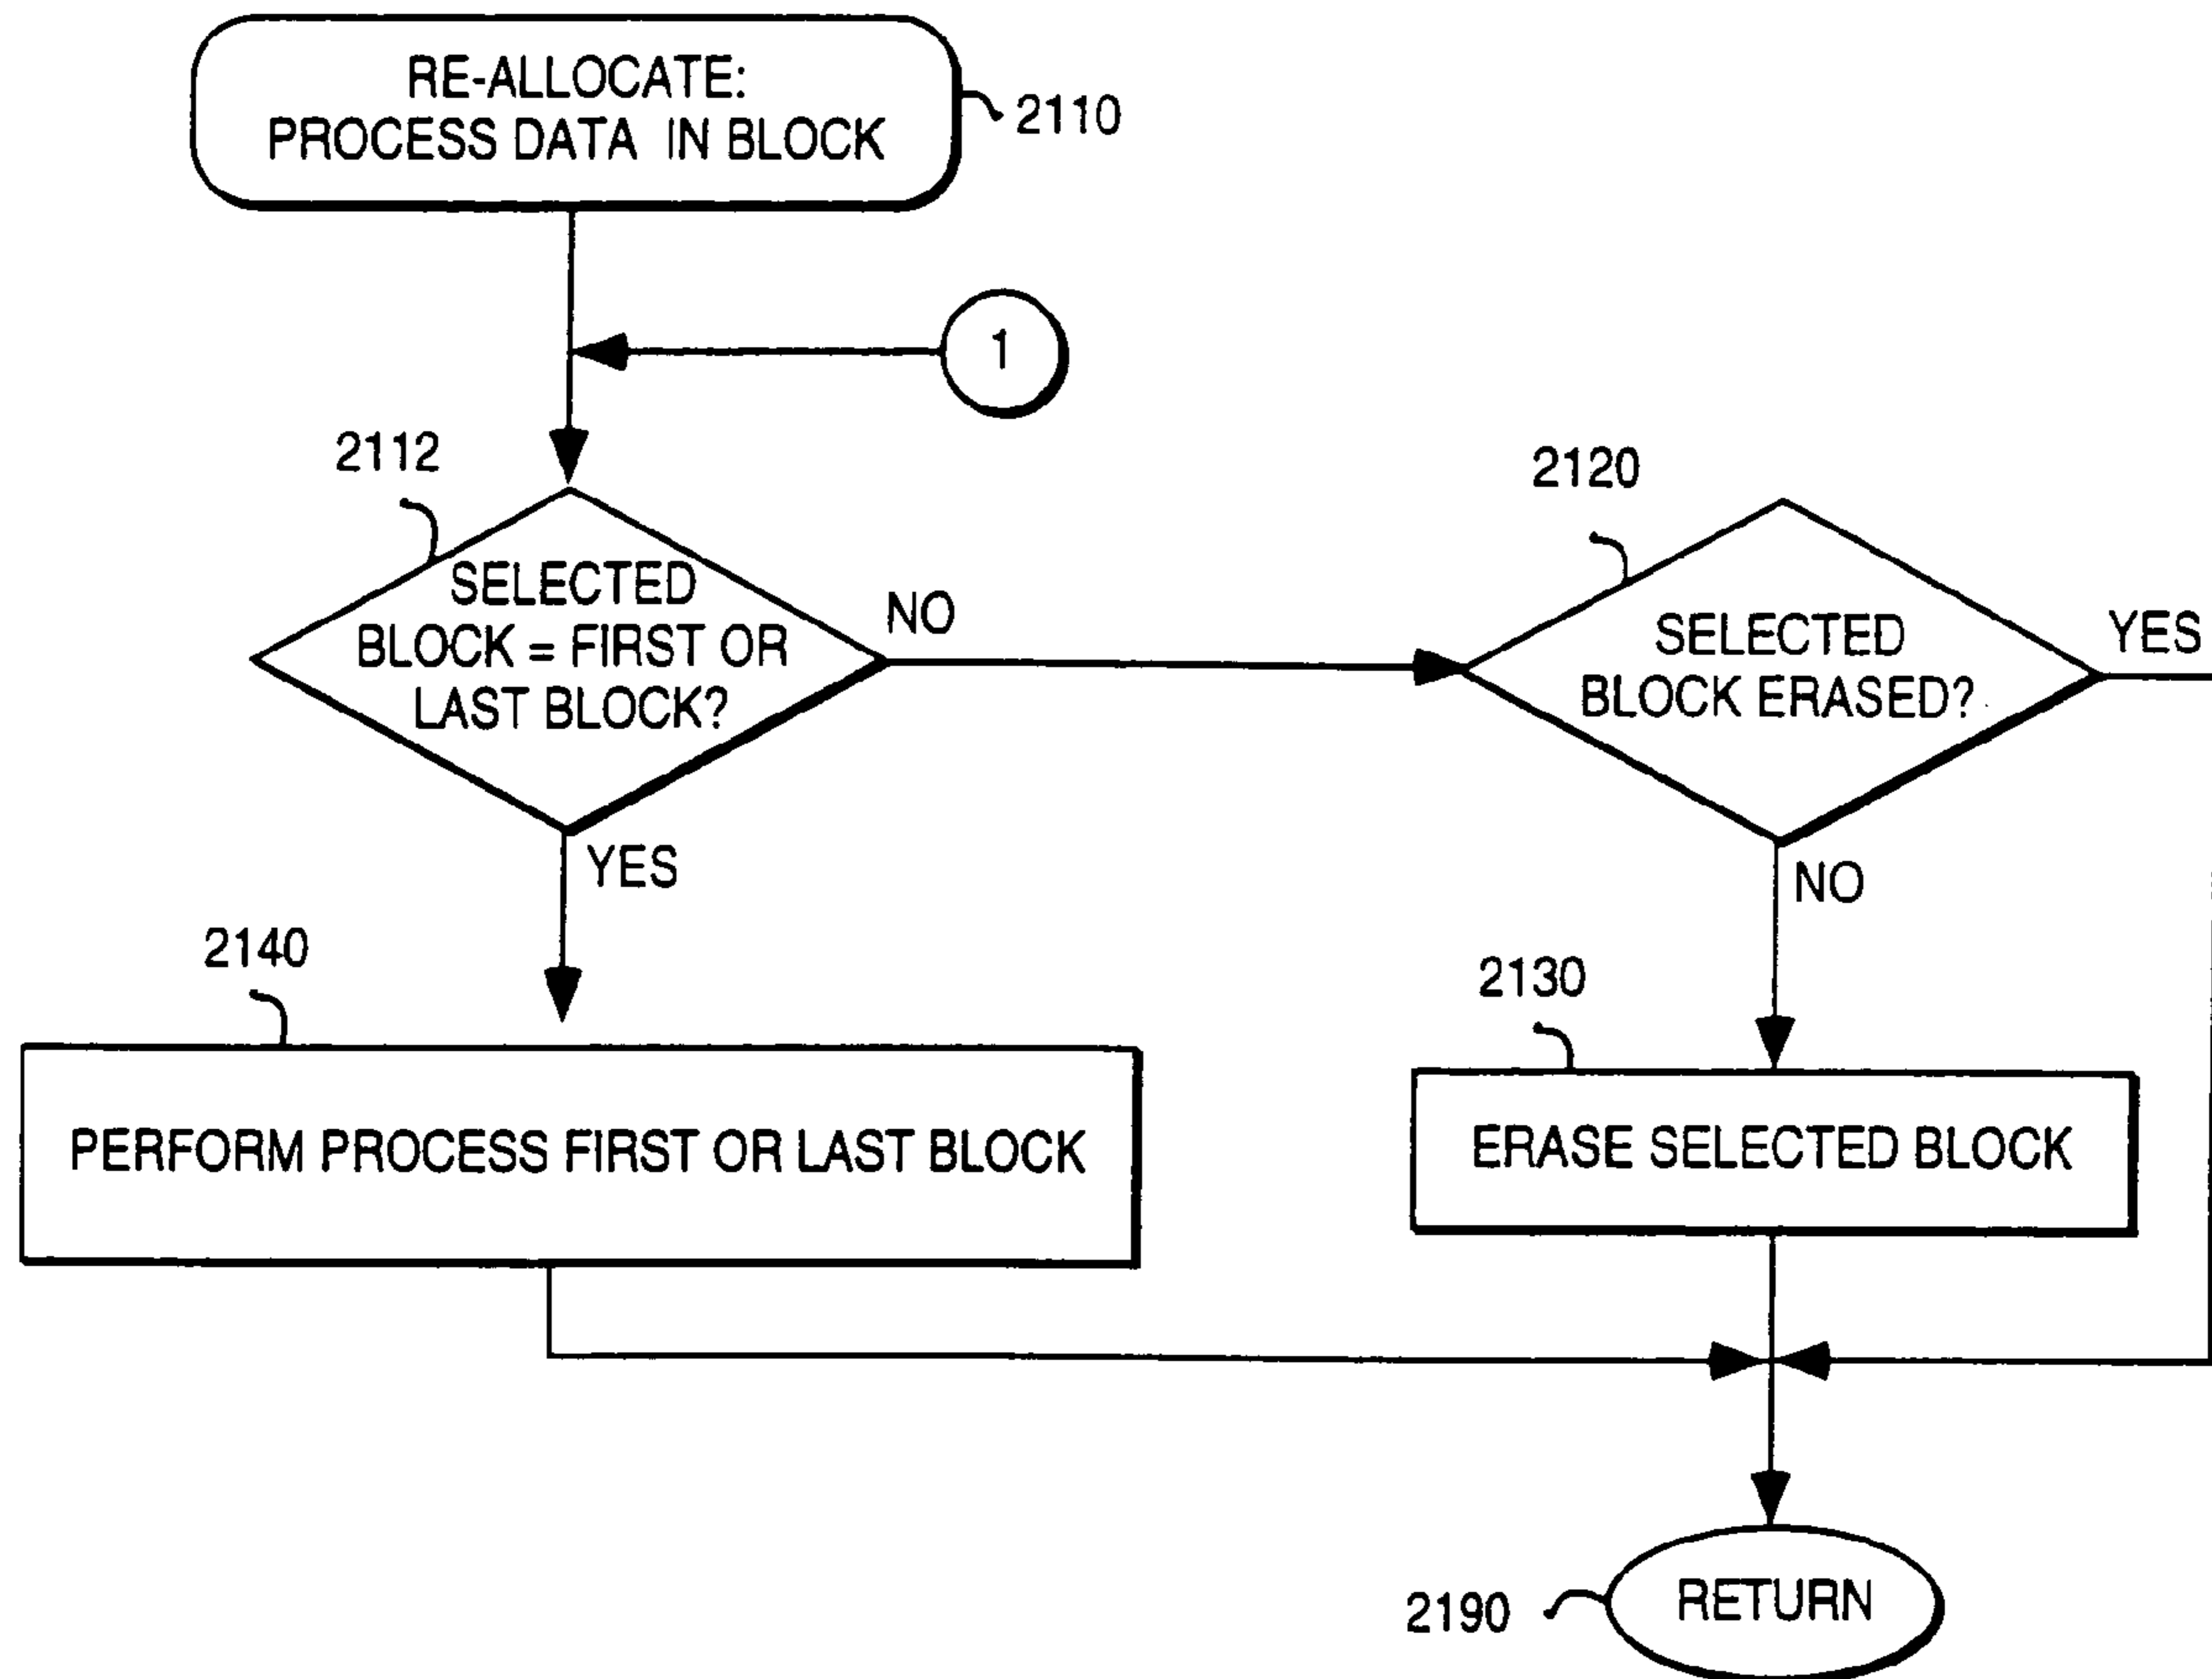 RE-ALLOCATE:
PROCESS DATA IN BLOCK
2110
1
2112
SELECTED
BLOCK = FIRST OR
LAST BLOCK?
NO
YES
2120
SELECTED
BLOCK ERASED?
YES
NO
2140
PERFORM PROCESS FIRST OR LAST BLOCK
2130
ERASE SELECTED BLOCK
2190
RETURN